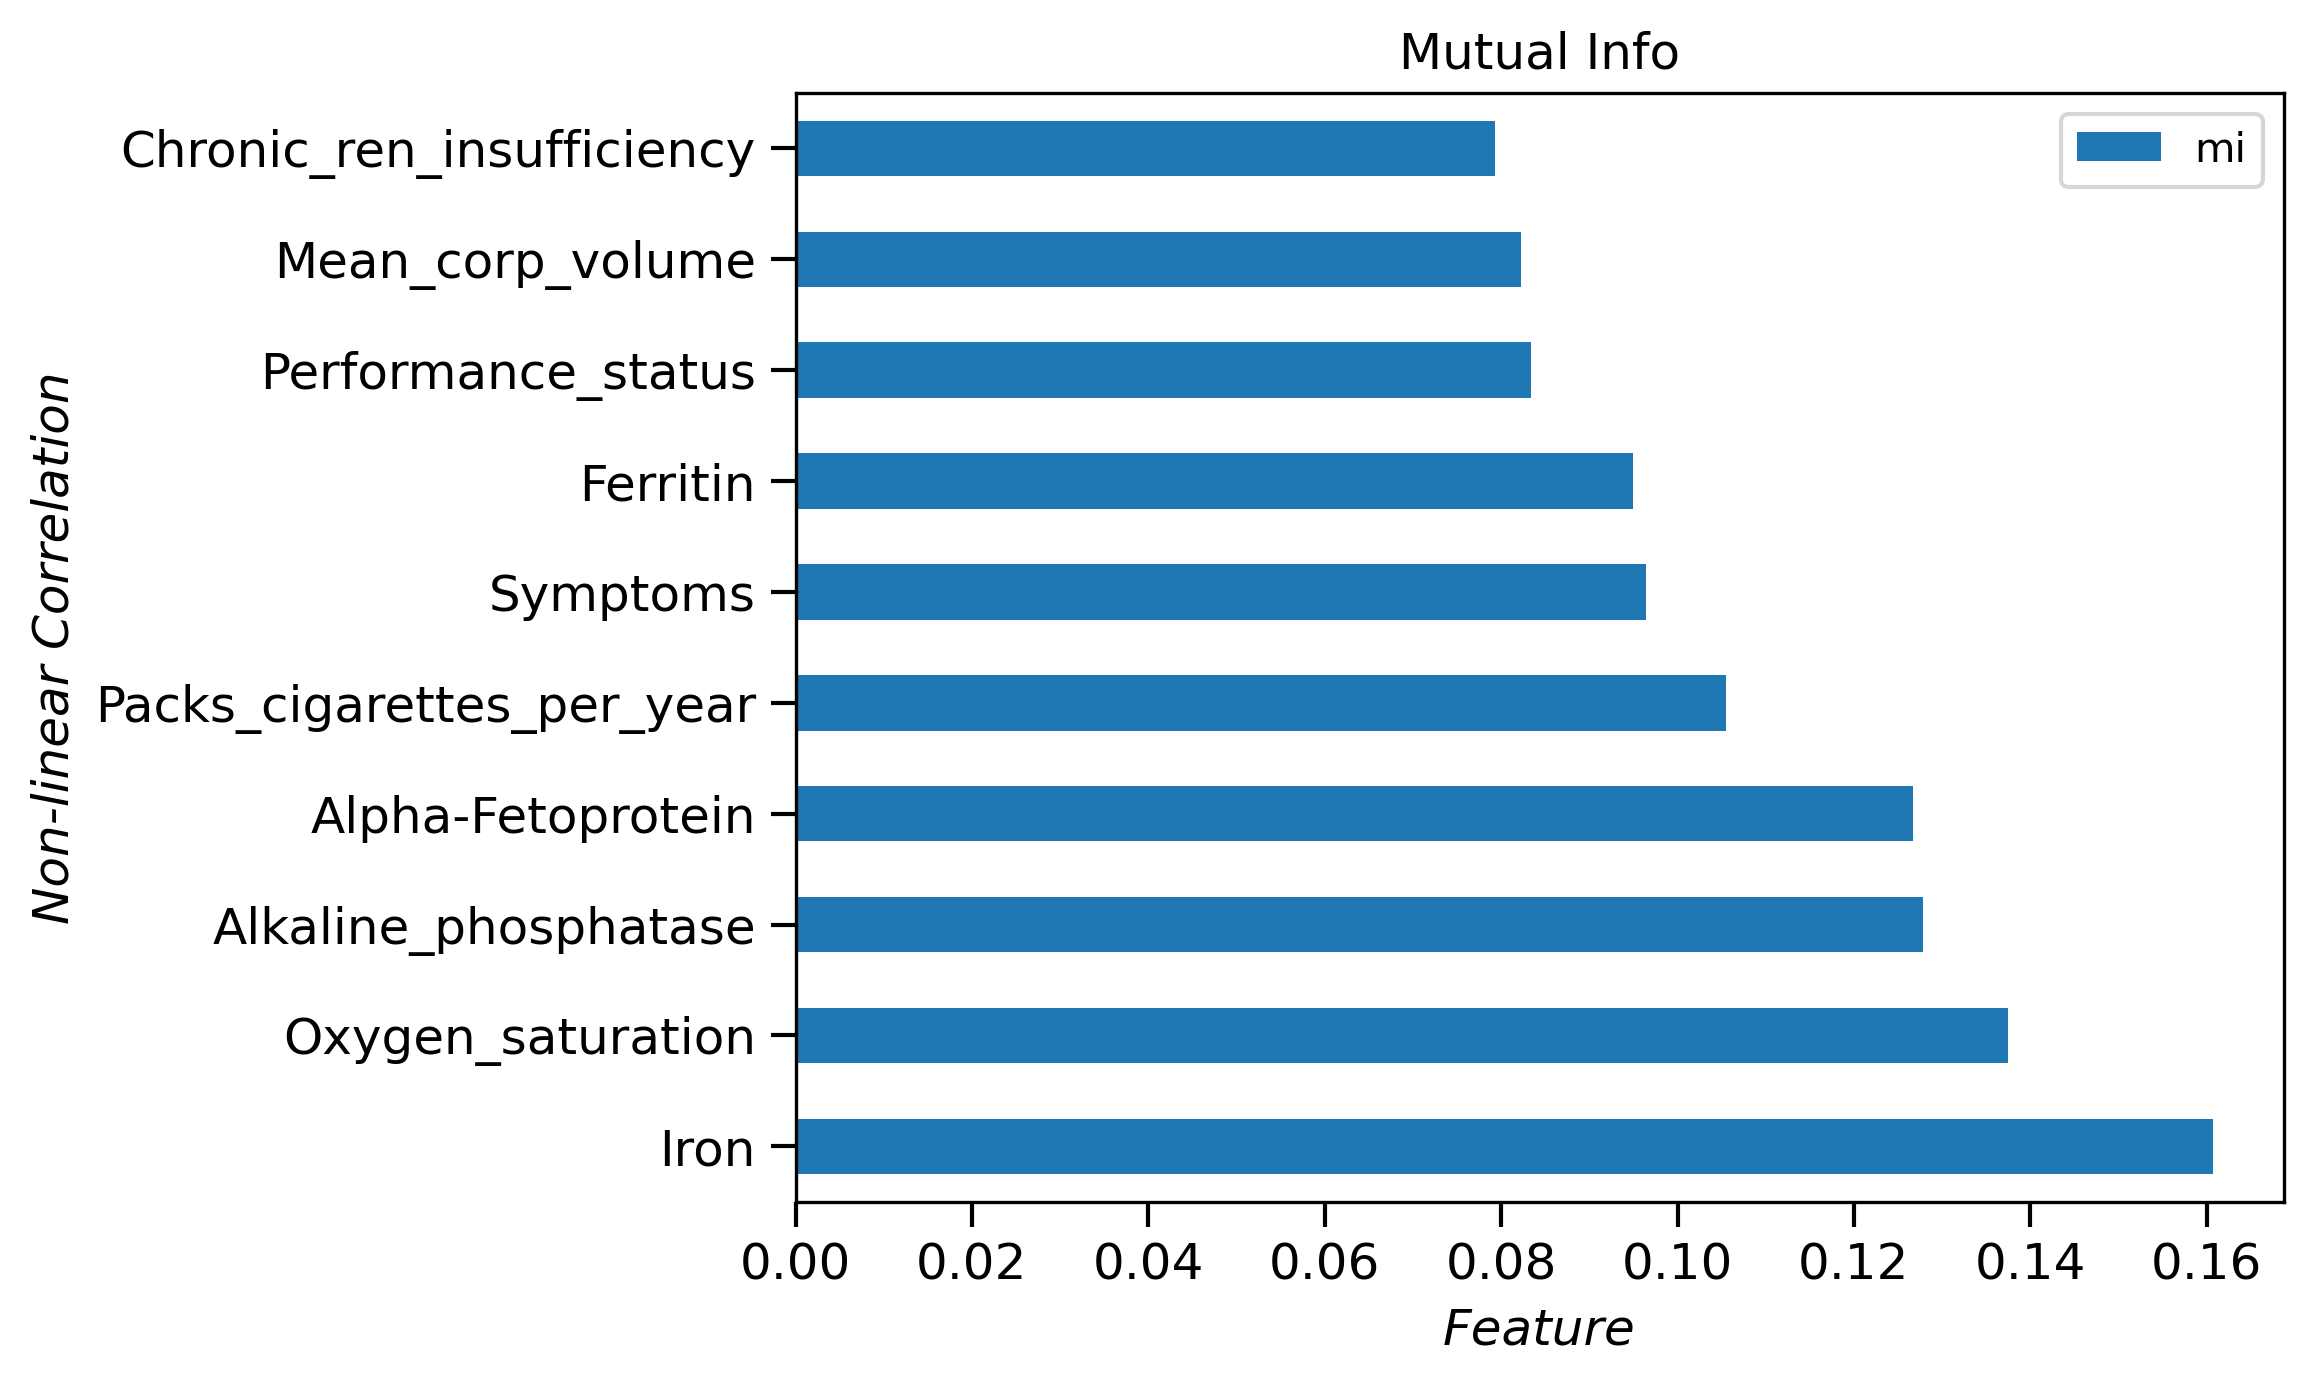 Mutual Info
mi
Chronic_ren_insufficiency
Mean_corp_volume
Performance_status
Ferritin
Symptoms
Packs_cigarettes_per_year
Alpha-Fetoprotein
Alkaline_phosphatase
Oxygen_saturation
Iron
Non-linear Correlation
0.00 0.02 0.04 0.06 0.08 0.10 0.12 0.14 0.16
Feature